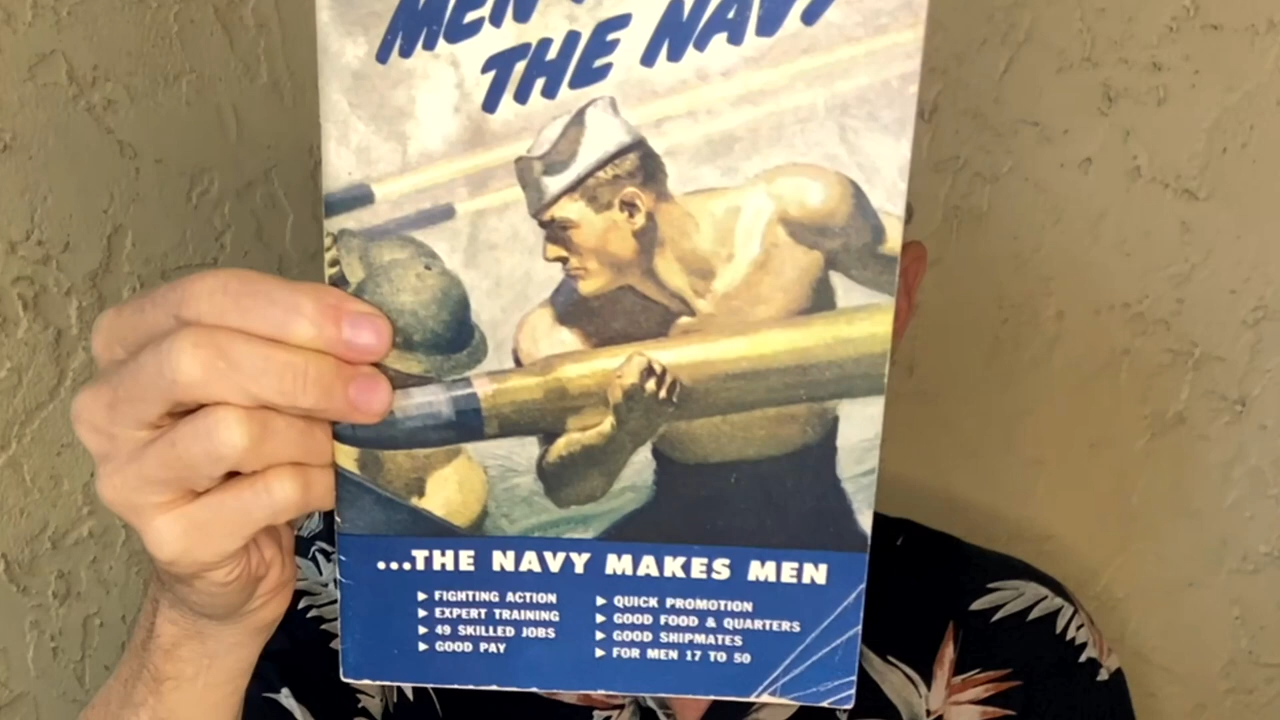 MEN
THE NAVY
...THE NAVY MAKES MEN
▶ FIGHTING ACTION
▶ EXPERT TRAINING
▶ 49 SKILLED JOBS
▶ GOOD PAY
▶ QUICK PROMOTION
▶ GOOD FOOD & QUARTERS
▶ GOOD SHIPMATES
▶ FOR MEN 17 TO 50